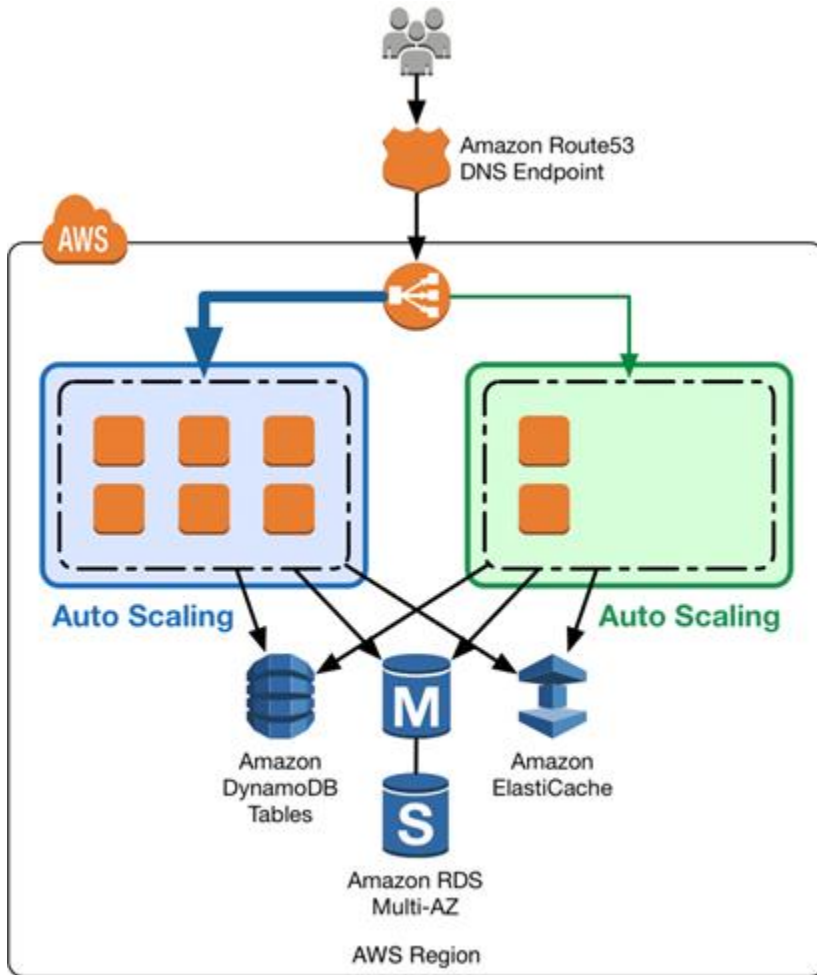 Amazon Route53
DNS Endpoint
AWS
Auto Scaling
Auto Scaling
M
Amazon
DynamoDB
Tables
Amazon
ElastiCache
S
Amazon RDS
Multi-AZ
AWS Region